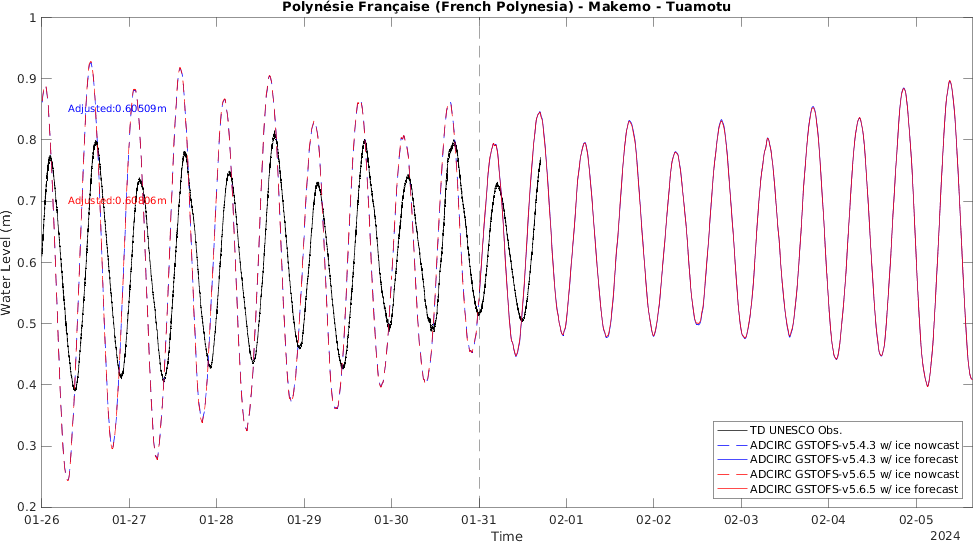 Polynésie Française (French Polynesia) - Makemo - Tuamotu
1
0.9
0.8
0.7
0.6
0.5
0.4
0.3
0.2
Water Level (m)
Adjusted:0.60509m
Adjusted:0.60806m
TD UNESCO Obs.
ADCIRC GSTOFS-v5.4.3 w/ ice nowcast
ADCIRC GSTOFS-v5.4.3 w/ ice forecast
ADCIRC GSTOFS-v5.6.5 w/ ice nowcast
ADCIRC GSTOFS-v5.6.5 w/ ice forecast
01-26 01-27 01-28 01-29 01-30 01-31 02-01 02-02 02-03 02-04 02-05
Time
2024